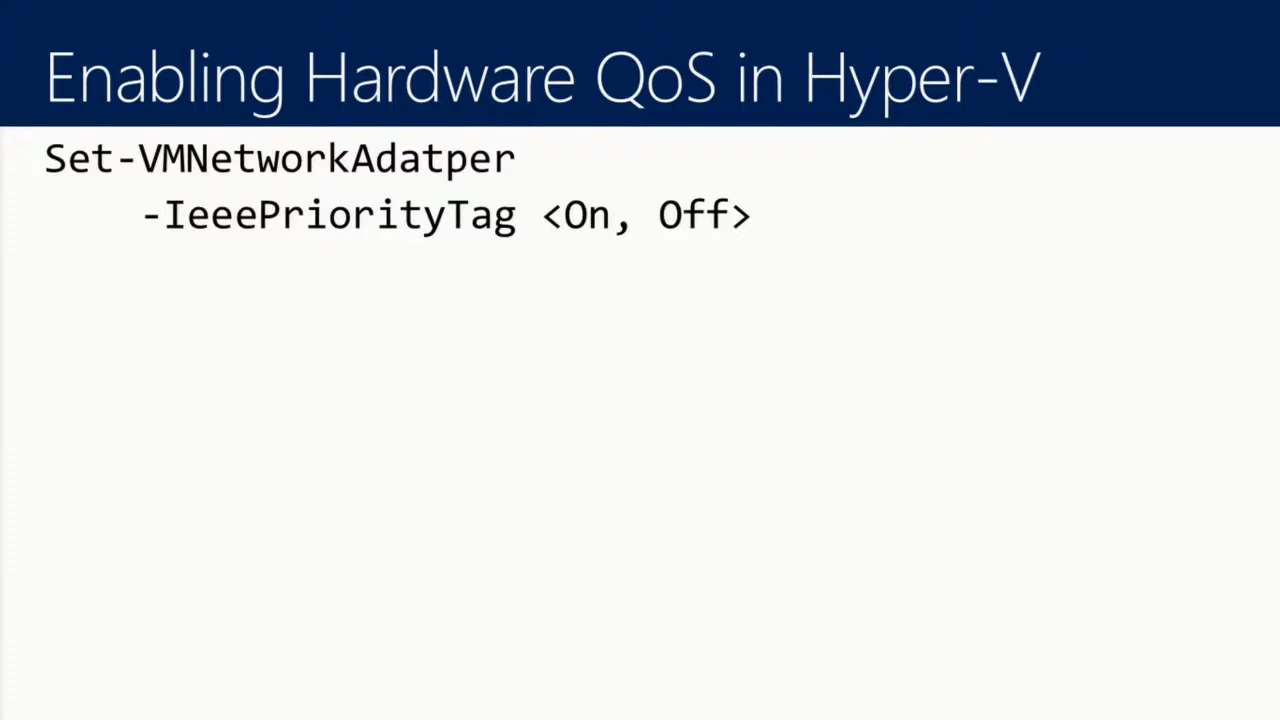 Enabling Hardware QoS in Hyper-V
Set-VMNetworkAdatper
-IeeePriorityTag <On, Off>